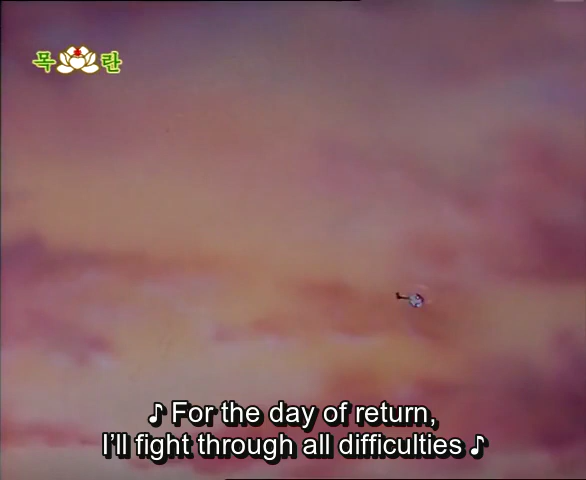 목란
♪ For the day of return,
I'll fight through all difficulties ♪